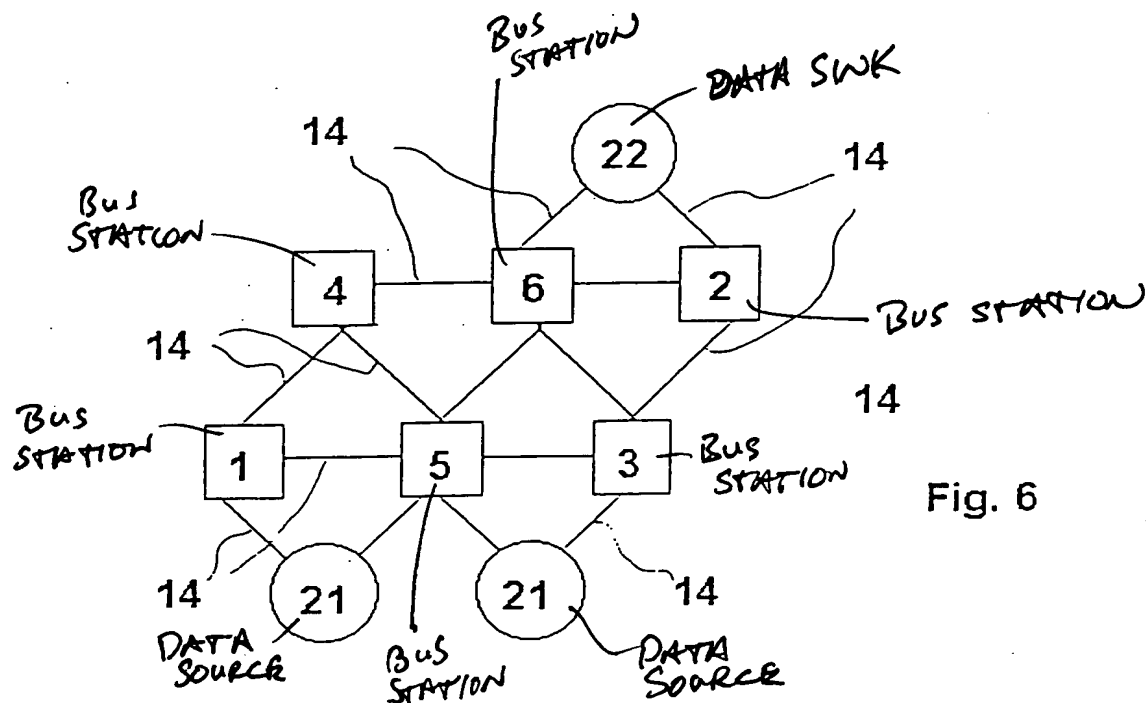 Bus
STATION
DATA SINK
14
22
14
Bus
STATION
4
6
2
BUS STATION
14
14
Bus
STATION
1
5
3
Bus
STATION
Fig. 6
14
21
21
14
DATA
SOURCE
Bus
STATION
DATA
SOURCE